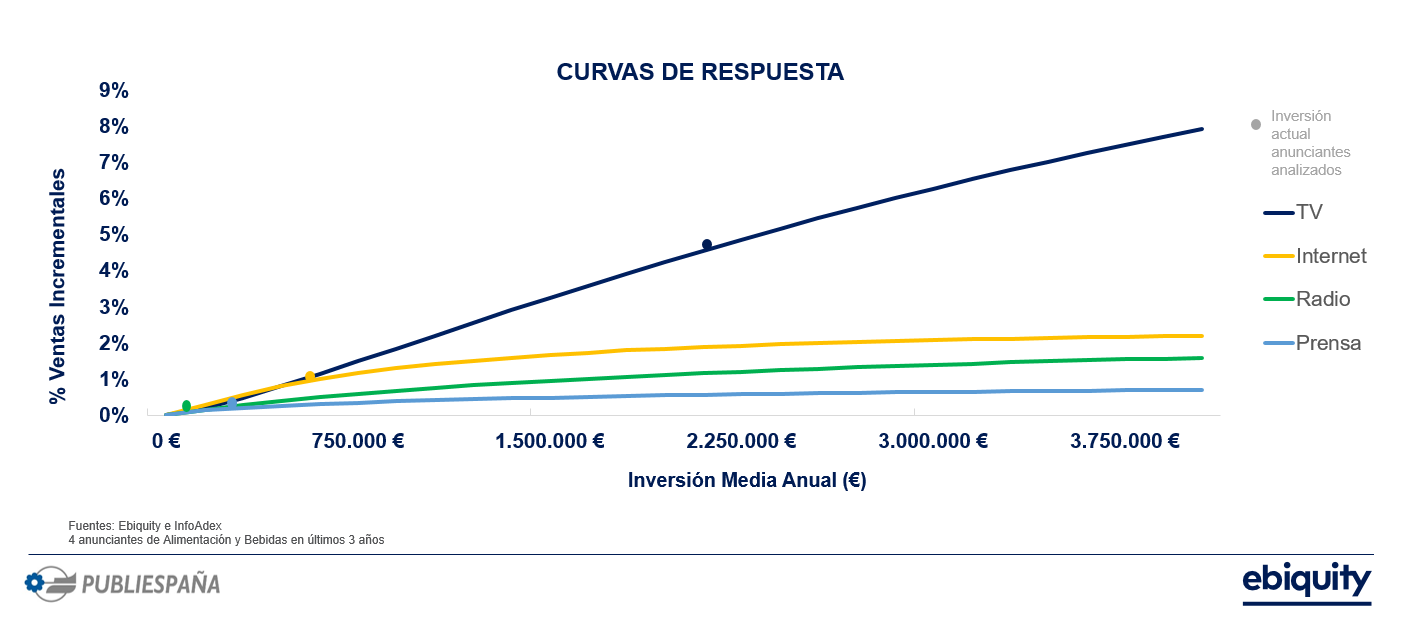 CURVAS DE RESPUESTA
9%
8%
7%
6%
5%
4%
3%
2%
1%
0%
% Ventas Incrementales
0 €
750.000 €
1.500.000 €
2.250.000 €
3.000.000 €
3.750.000 €
Inversión Media Anual (€)
Inversión
actual
anunciantes
analizados
TV
Internet
Radio
Prensa
Fuentes: Ebiquity e InfoAdex
4 anunciantes de Alimentación y Bebidas en últimos 3 años
PUBLIESPAÑA
ebiquity